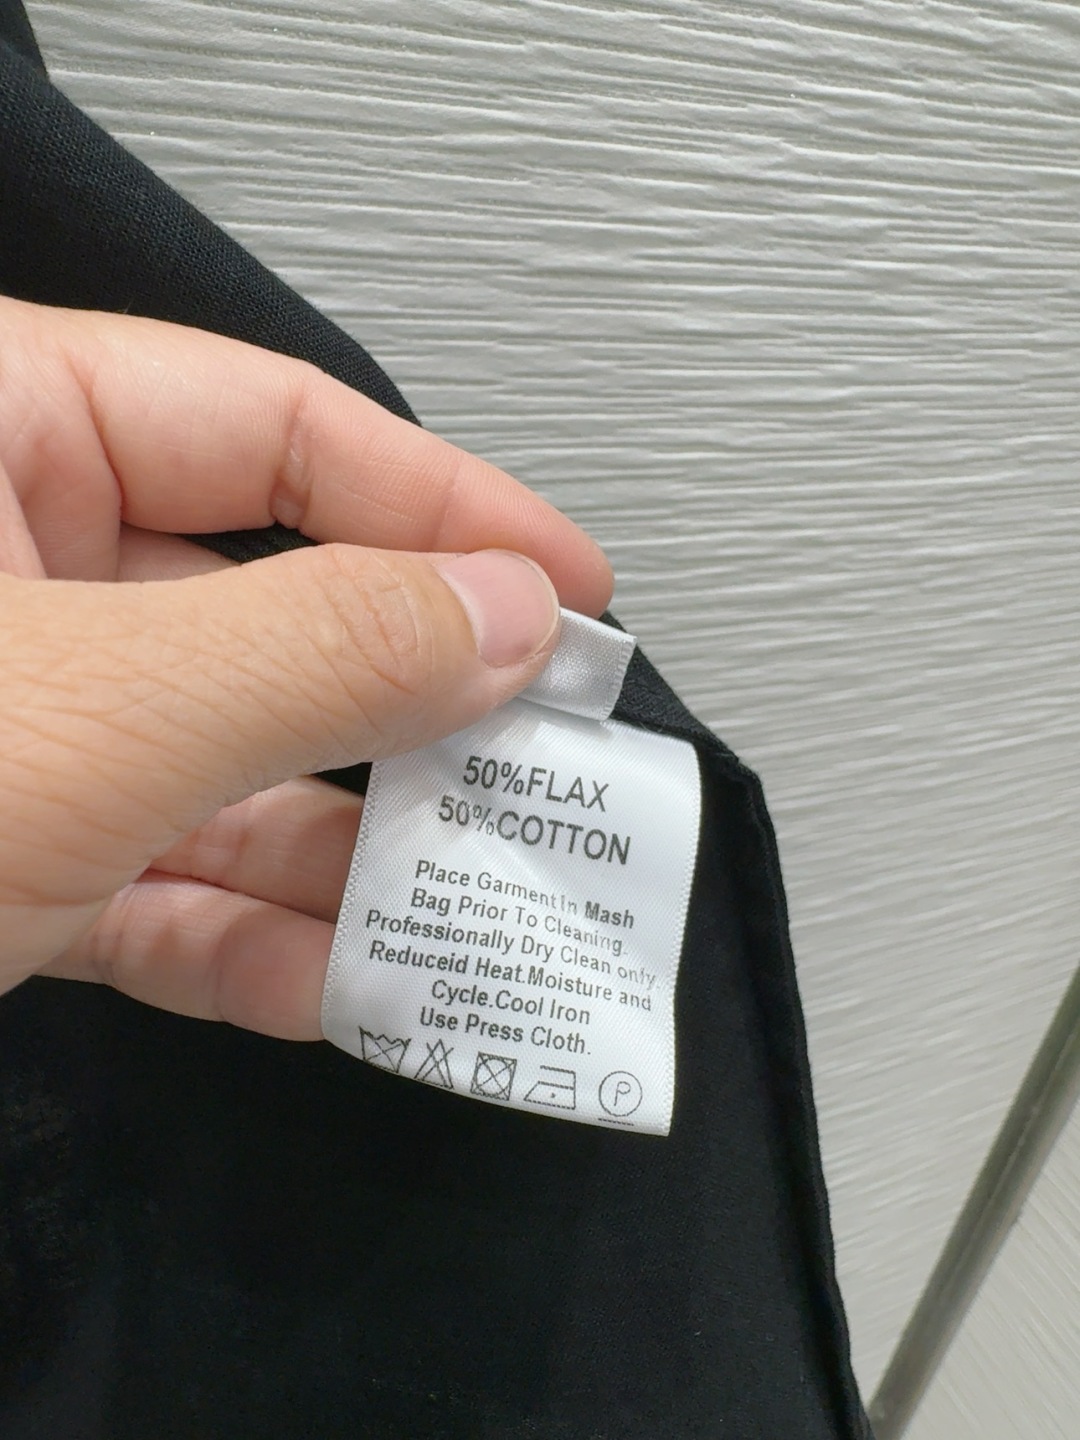 50%FLAX
50%COTTON
Place Garment In Mash
Bag Prior To Cleaning.
Professionally Dry Clean only.
Reduceid Heat.Moisture and
Cycle.Cool Iron
Use Press Cloth.
P